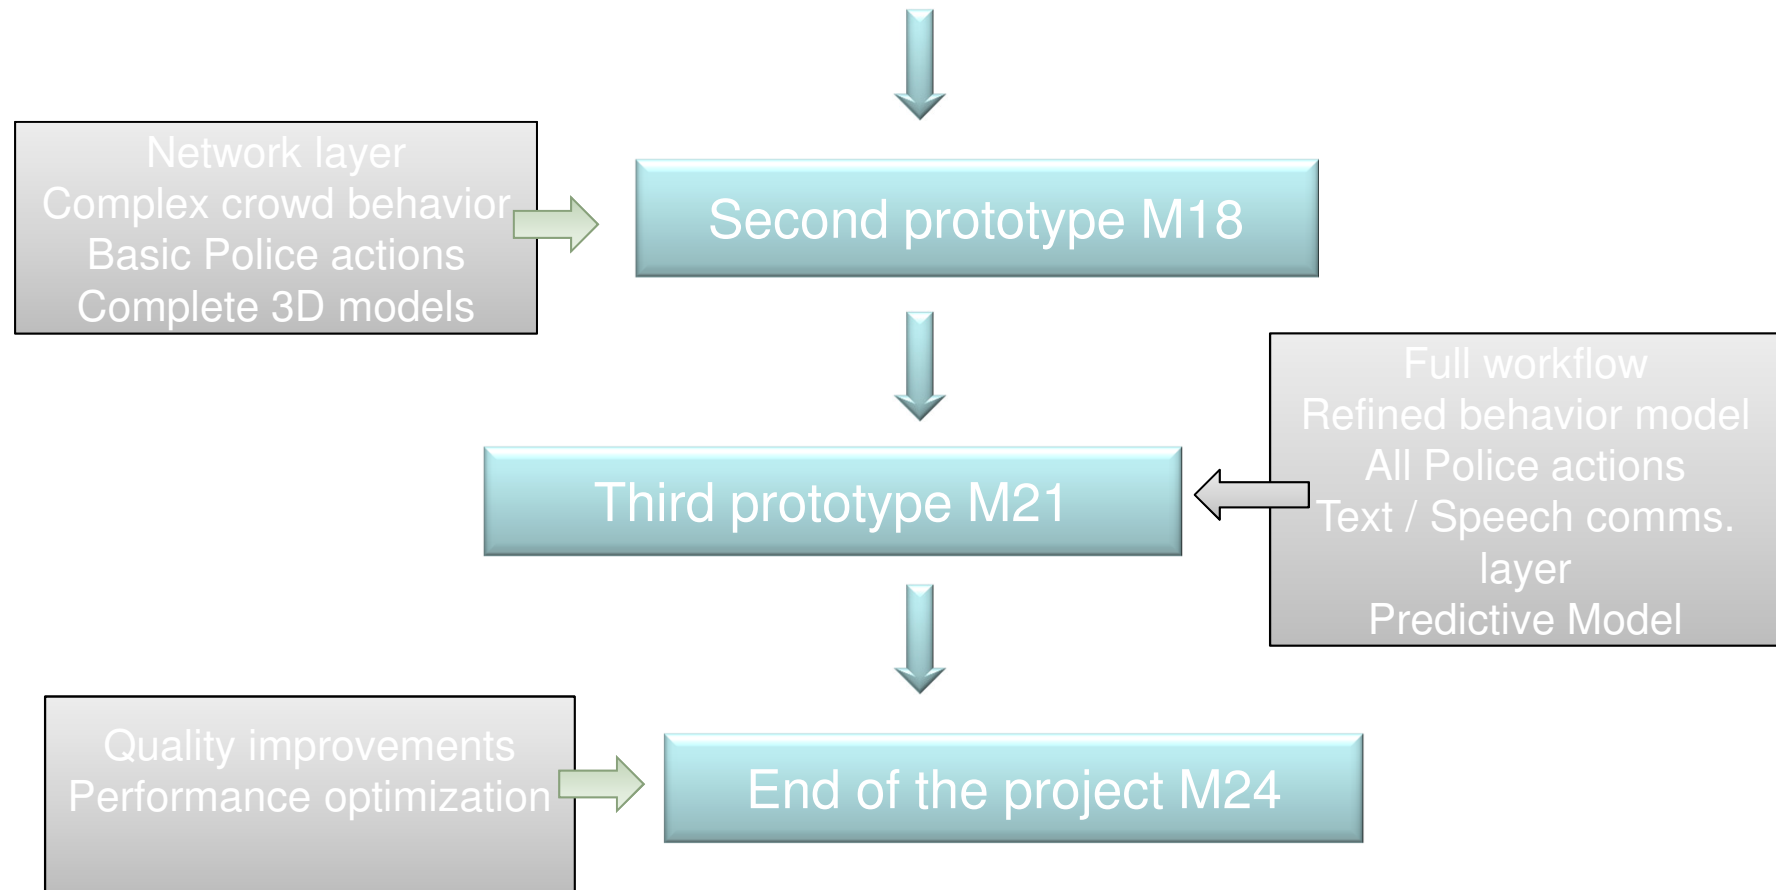 Network layer
Complex crowd behavior
Basic Police actions
Complete 3D models
Second prototype M18
Full workflow
Refined behavior model
All Police actions
Text / Speech comms.
layer
Predictive Model
Third prototype M21
Quality improvements
Performance optimization
End of the project M24